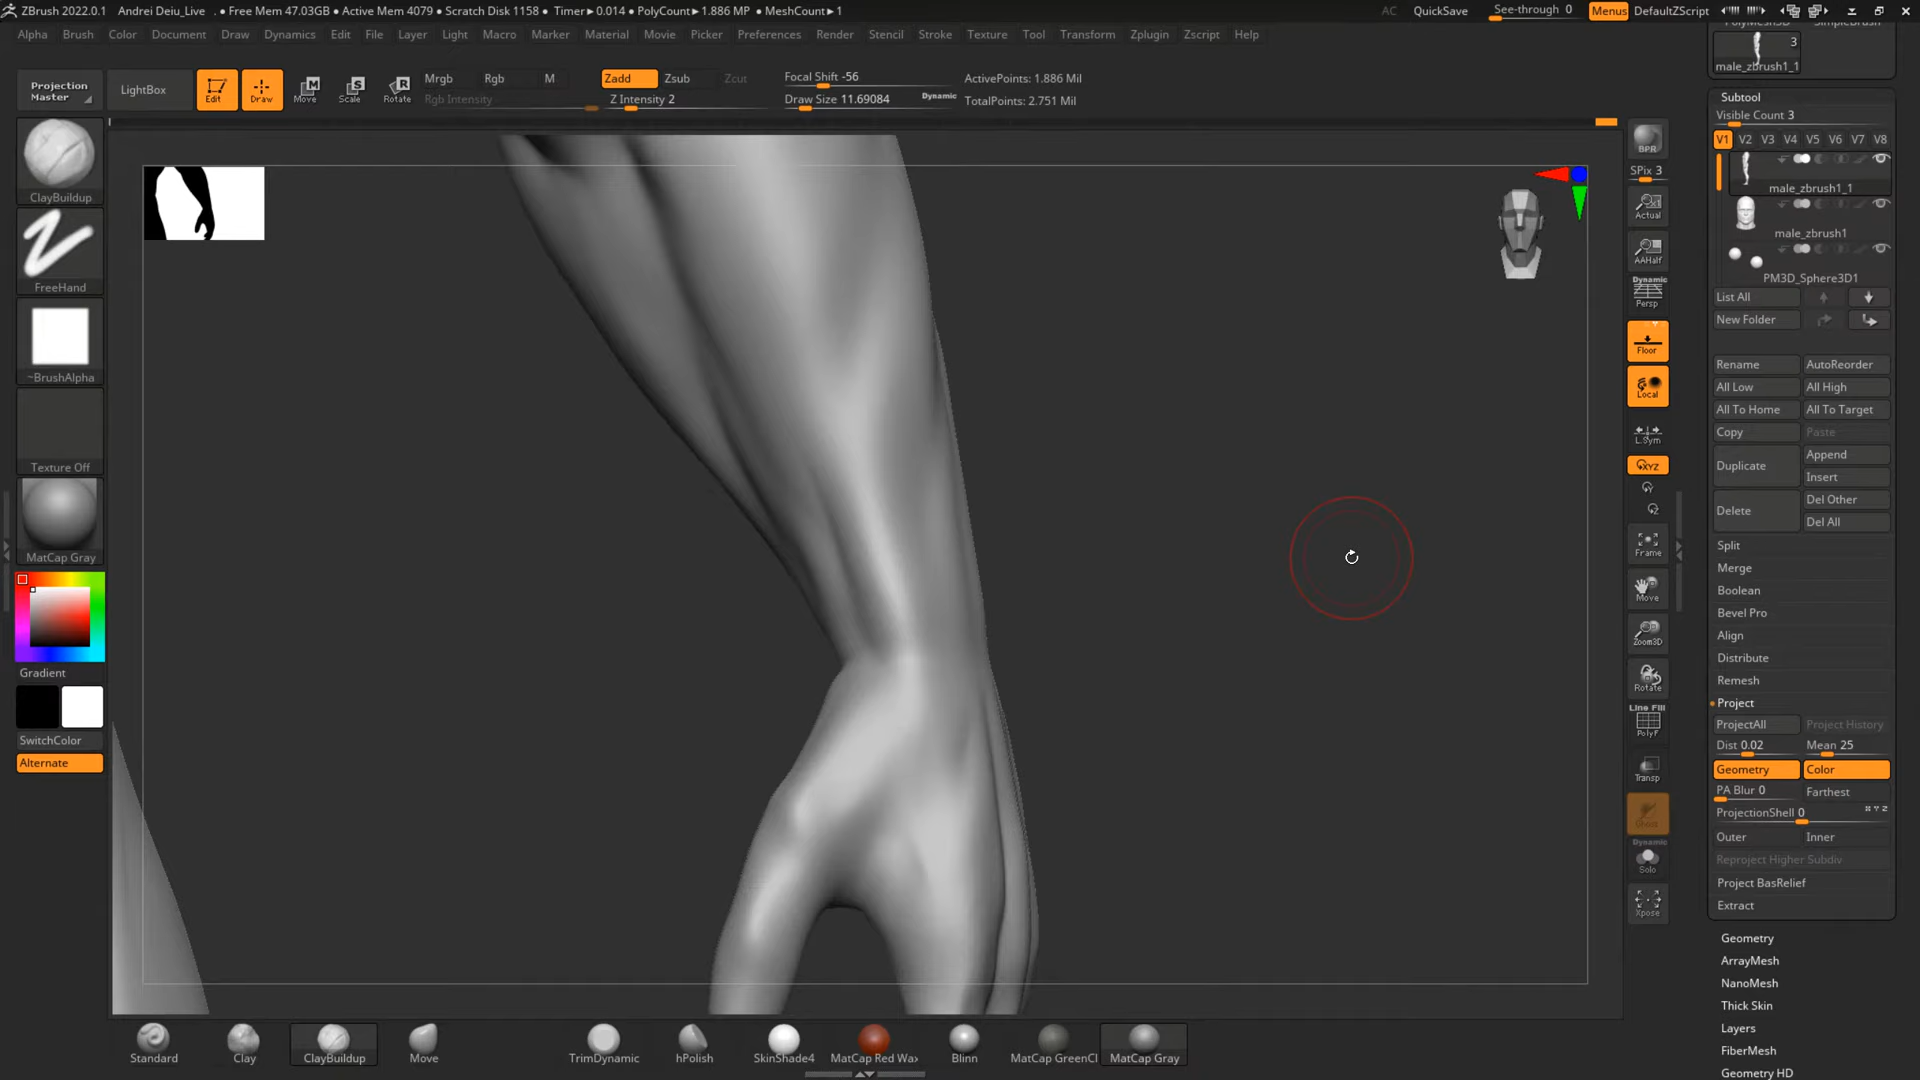 ZBrush 2022.0.1 Andrei Deiu_Live . ● Free Mem 47.03GB ● Active Mem 4079 ● Scratch Disk 1158 ● Timer▸0.014 ● PolyCount▸1.886 MP ● MeshCount▸1 AC QuickSave See-through 0 Menus DefaultZScript
Alpha Brush Color Document Draw Dynamics Edit File Layer Light Macro Marker Material Movie Picker Preferences Render Stencil Stroke Texture Tool Transform Zplugin Zscript Help
Projection Master
LightBox
Edit Draw Move Scale Rotate
Mrgb Rgb M
Rgb Intensity
Zadd Zsub Zcut
Z Intensity 2
Focal Shift -56
Draw Size 11.69084 Dynamic
ActivePoints: 1.886 Mil
TotalPoints: 2.751 Mil
ClayBuildup
FreeHand
~BrushAlpha
Texture Off
MatCap Gray
Gradient
SwitchColor
Alternate
BPR
SPix 3
Actual
AAHalf
Dynamic
Persp
Floor
Local
L.Sym
XYZ
Y
Z
Frame
Move
Zoom3D
Rotate
Line Fill
PolyF
Transp
Ghost
Dynamic
Solo
Xpose
PolyMesh3D SimpleBrush
3
male_zbrush1_1
Subtool
Visible Count 3
V1 V2 V3 V4 V5 V6 V7 V8
male_zbrush1_1
male_zbrush1
PM3D_Sphere3D1
List All
New Folder
Rename AutoReorder
All Low All High
All To Home All To Target
Copy Paste
Duplicate Append
Insert
Delete Del Other
Del All
Split
Merge
Boolean
Bevel Pro
Align
Distribute
Remesh
Project
ProjectAll Project History
Dist 0.02 Mean 25
Geometry Color
PA Blur 0 Farthest
ProjectionShell 0 X Y Z
Outer Inner
Reproject Higher Subdiv
Project BasRelief
Extract
Geometry
ArrayMesh
NanoMesh
Thick Skin
Layers
FiberMesh
Geometry HD
Standard Clay ClayBuildup Move TrimDynamic hPolish SkinShade4 MatCap Red Wax Blinn MatCap GreenCl MatCap Gray